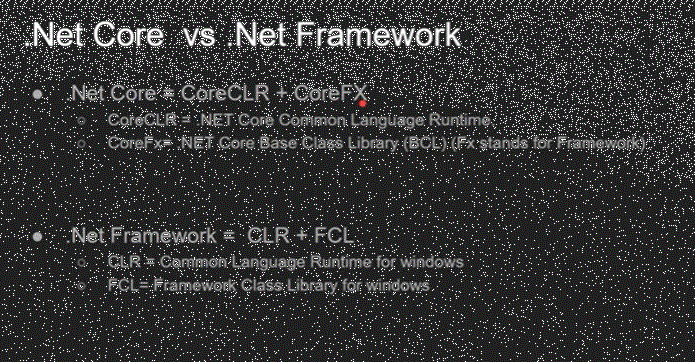 .Net Core vs .Net Framework
.Net Core = CoreCLR + CoreFX
CoreCLR = .NET Core Common Language Runtime
CoreFx= .NET Core Base Class Library (BCL) (Fx stands for Framework)
.Net Framework = CLR + FCL
CLR = Common Language Runtime for windows
FCL= Framework Class Library for windows